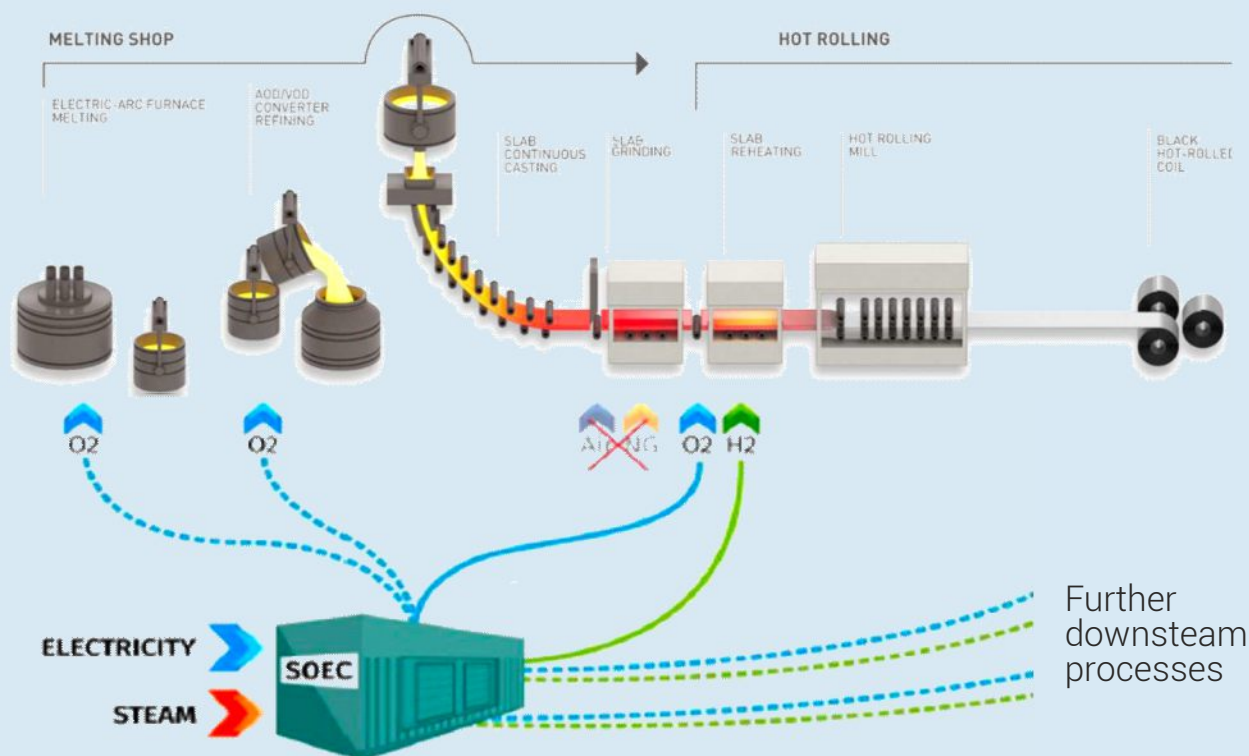 MELTING SHOP
HOT ROLLING
ELECTRIC-ARC FURNACE
MELTING
AOD/VOD
CONVERTER
REFINING
SLAB
CONTINUOUS
CASTING
SLAB
GRINDING
SLAB
REHEATING
HOT ROLLING
MILL
BLACK
HOT-ROLLED
COIL
O2
O2
Air NG
O2
H2
ELECTRICITY
SOEC
STEAM
Further
downsteam
processes